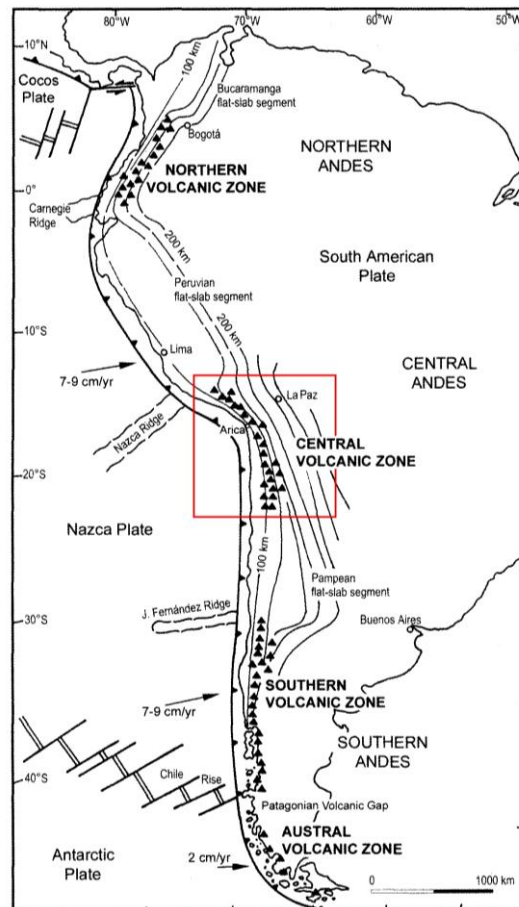 80°W
70°W
60°W
50°W
10°N
Cocos
Plate
100 km
Bucaramanga
flat-slab segment
Bogotá
NORTHERN
ANDES
NORTHERN
VOLCANIC ZONE
0°
Carnegie
Ridge
200 km
South American
Plate
Peruvian
flat-slab segment
10°S
200 km
Lima
7-9 cm/yr
CENTRAL
ANDES
La Paz
Nazca Ridge
Arica
CENTRAL
VOLCANIC
ZONE
20°S
Nazca Plate
100 km
Pampean
flat-slab segment
J. Fernández Ridge
30°S
Buenos Aires
SOUTHERN
VOLCANIC ZONE
7-9 cm/yr
SOUTHERN
ANDES
Chile
Rise
40°S
Patagonian Volcanic Gap
AUSTRAL
VOLCANIC ZONE
Antarctic
Plate
2 cm/yr
0
1000 km